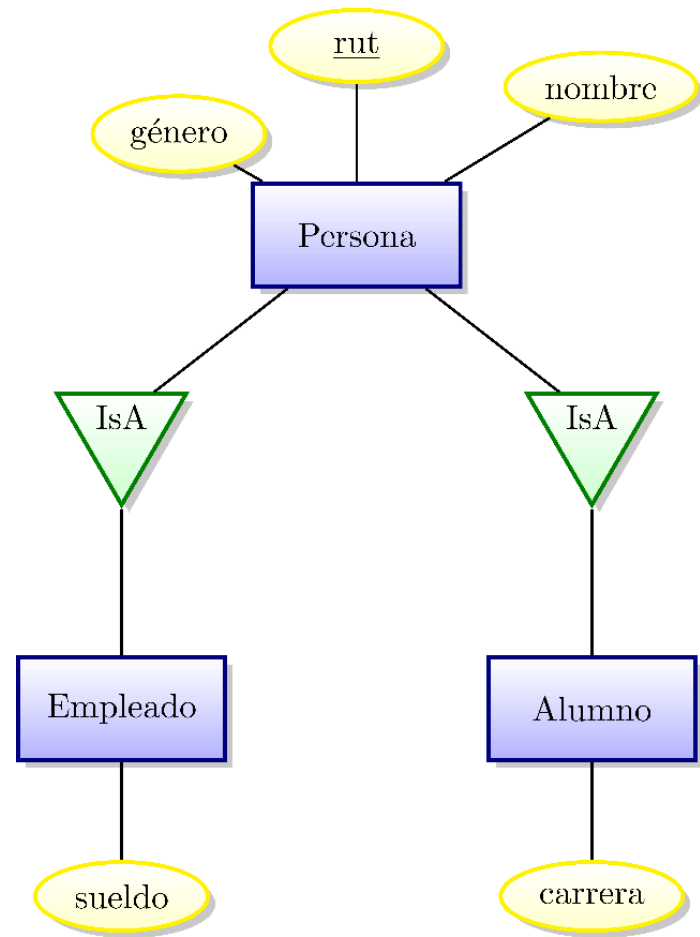 rut
nombre
género
Persona
IsA
IsA
Empleado
Alumno
sueldo
carrera